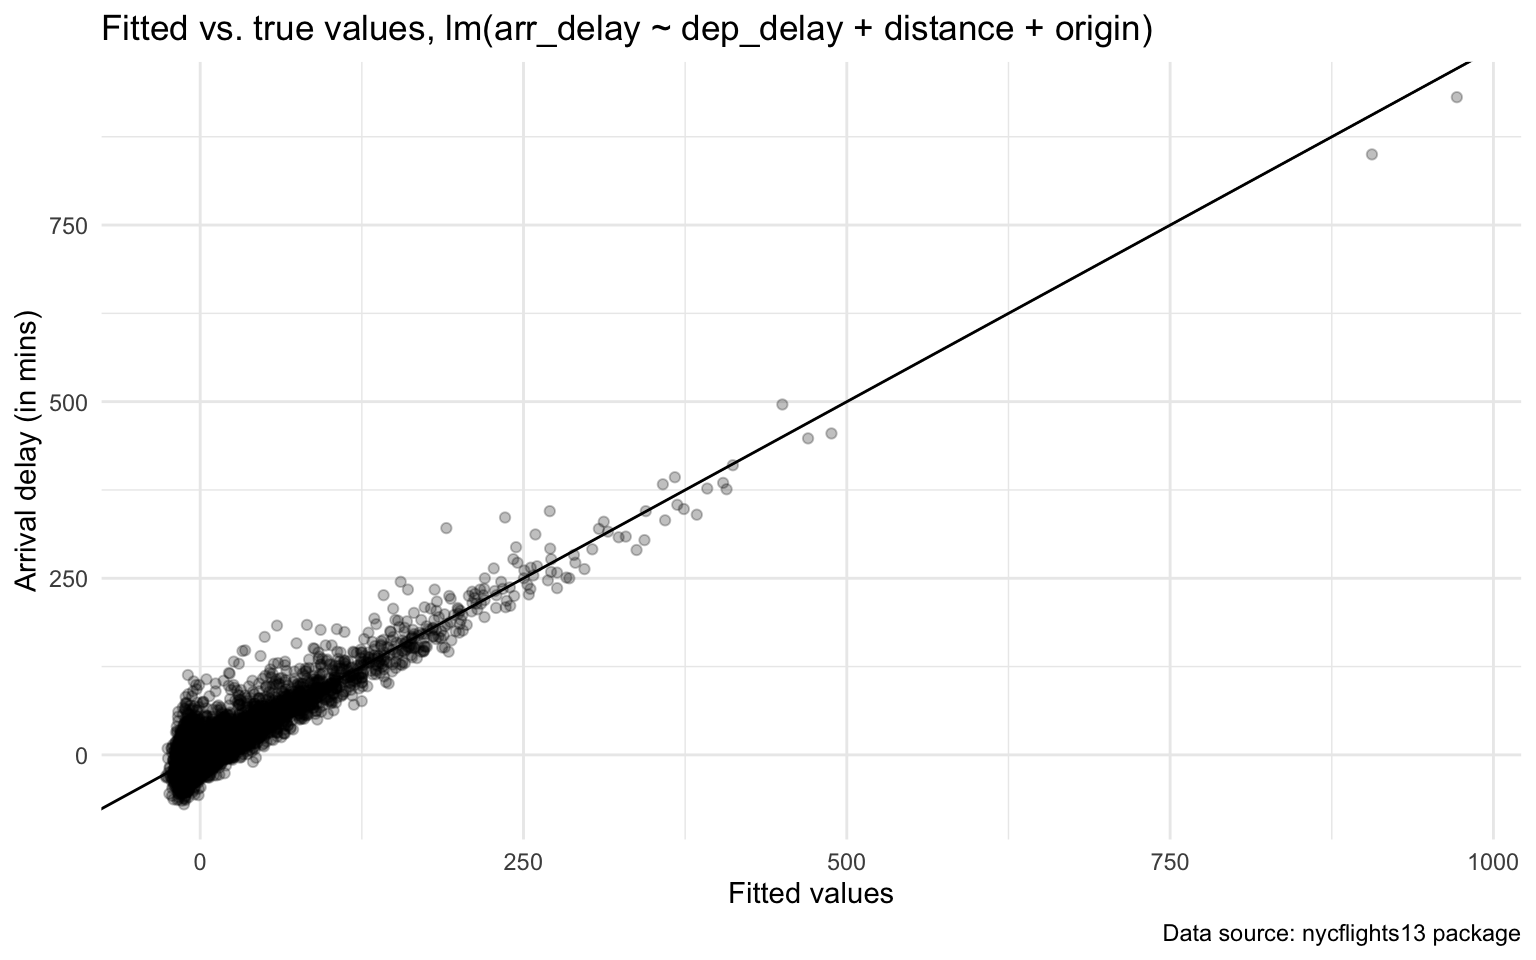 Fitted vs. true values, lm(arr_delay ~ dep_delay + distance + origin)
Arrival delay (in mins)
750
500
250
0
0 250 500 750 1000
Fitted values
Data source: nycflights13 package